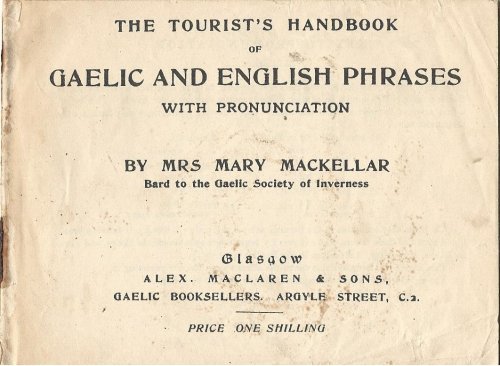 THE TOURIST'S HANDBOOK
OF
GAELIC AND ENGLISH PHRASES
WITH PRONUNCIATION
BY MRS MARY MACKELLAR
Bard to the Gaelic Society of Inverness
Glasgow
ALEX. MACLAREN & SONS,
GAELIC BOOKSELLERS. ARGYLE STREET, C.2.
PRICE ONE SHILLING